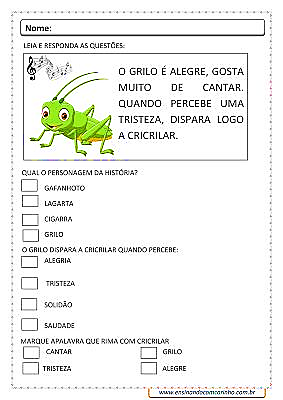 Nome:
LEIA E RESPONDA AS QUESTÕES:
O GRILO É ALEGRE, GOSTA
MUITO DE CANTAR.
QUANDO PERCEBE UMA
TRISTEZA, DISPARA LOGO
A CRICRILAR.
QUAL O PERSONAGEM DA HISTÓRIA?
GAFANHOTO
LAGARTA
CIGARRA
GRILO
O GRILO DISPARA A CRICRILAR QUANDO PERCEBE:
ALEGRIA
TRISTEZA
SOLIDÃO
SAUDADE
MARQUE APALAVRA QUE RIMA COM CRICRILAR
CANTAR GRILO
TRISTEZA ALEGRE
www.ensinandocomcarinho.com.br